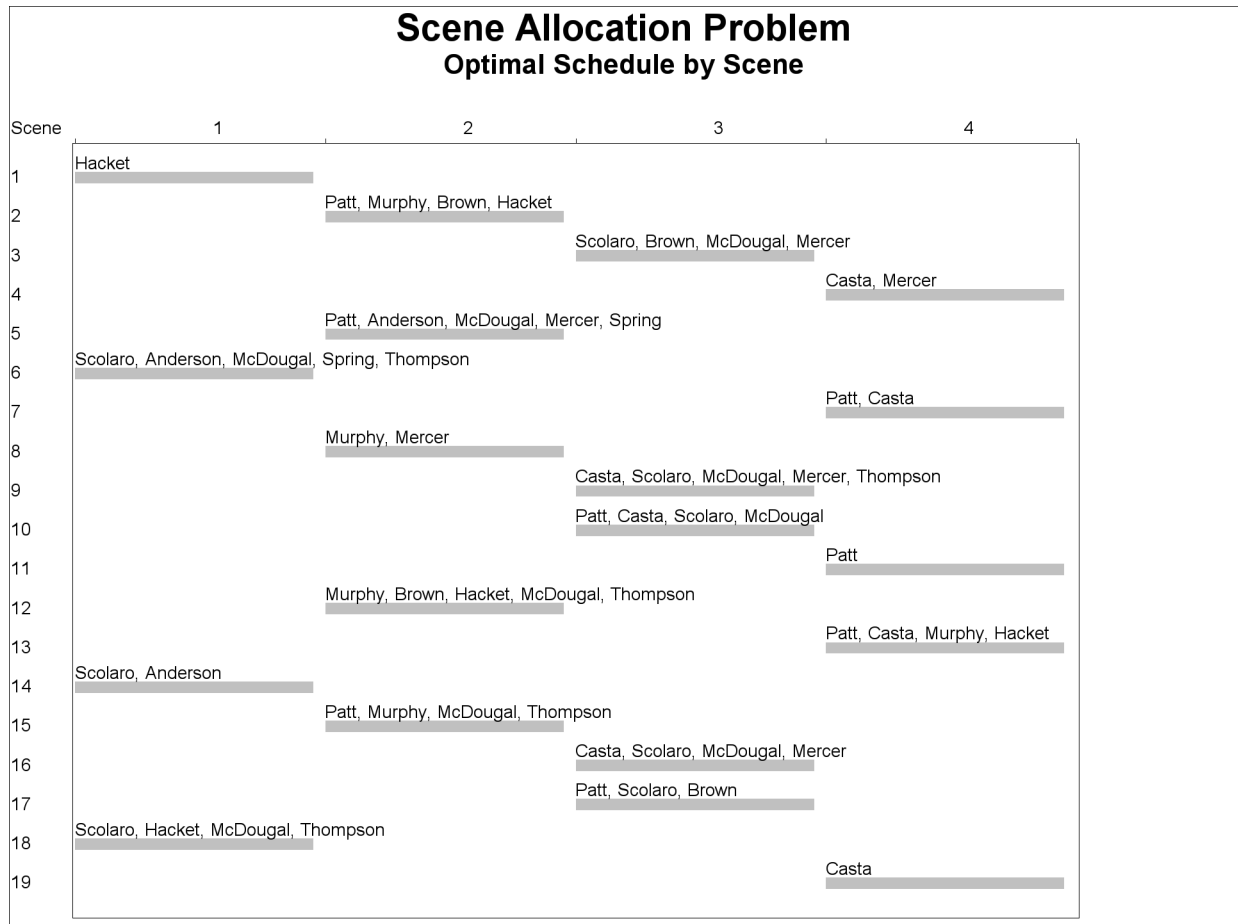 Scene Allocation Problem
Optimal Schedule by Scene
Scene 1 2 3 4
Hacket
1
Patt, Murphy, Brown, Hacket
2
Scolaro, Brown, McDougal, Mercer
3
Casta, Mercer
4
Patt, Anderson, McDougal, Mercer, Spring
5
Scolaro, Anderson, McDougal, Spring, Thompson
6
Patt, Casta
7
Murphy, Mercer
8
Casta, Scolaro, McDougal, Mercer, Thompson
9
Patt, Casta, Scolaro, McDougal
10
Patt
11
Murphy, Brown, Hacket, McDougal, Thompson
12
Patt, Casta, Murphy, Hacket
13
Scolaro, Anderson
14
Patt, Murphy, McDougal, Thompson
15
Casta, Scolaro, McDougal, Mercer
16
Patt, Scolaro, Brown
17
Scolaro, Hacket, McDougal, Thompson
18
Casta
19